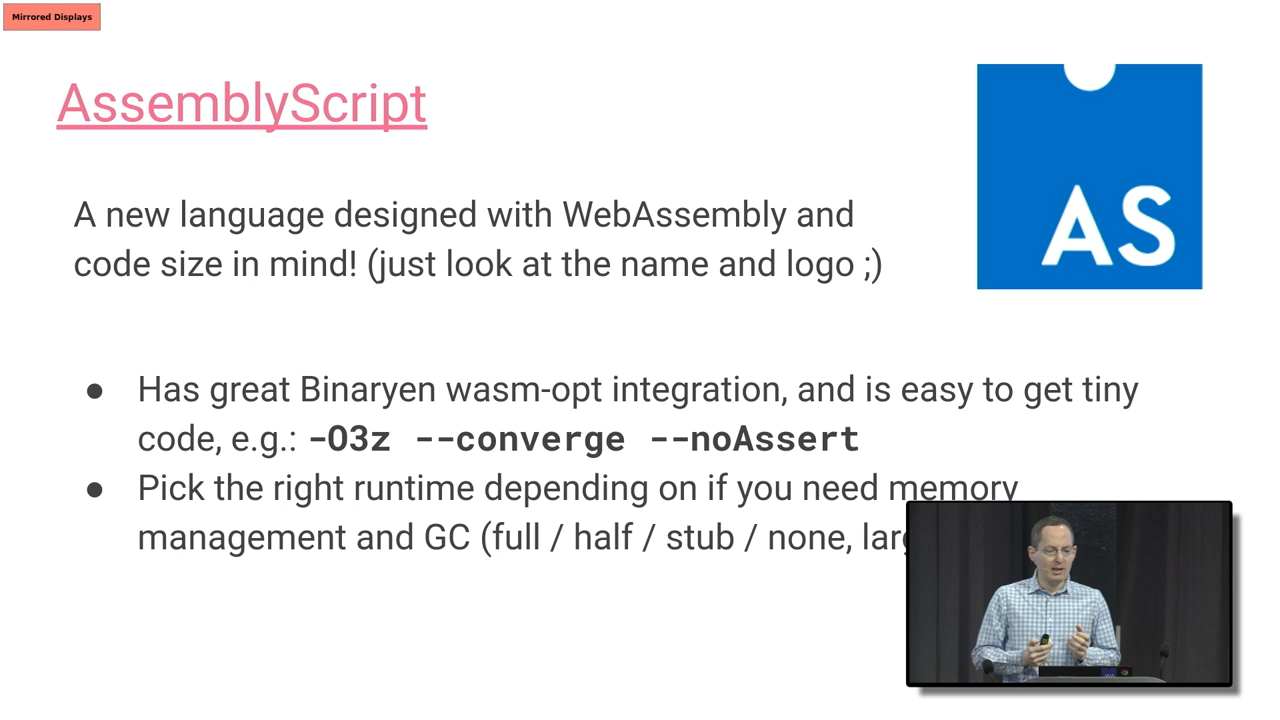 Mirrored Displays
AssemblyScript
AS
A new language designed with WebAssembly and
code size in mind! (just look at the name and logo ;)
● Has great Binaryen wasm-opt integration, and is easy to get tiny
code, e.g.: -O3z --converge --noAssert
● Pick the right runtime depending on if you need memory
management and GC (full / half / stub / none,